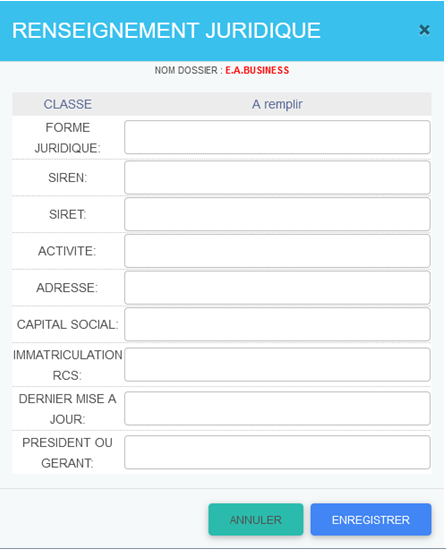 RENSEIGNEMENT JURIDIQUE ×
NOM DOSSIER : E.A.BUSINESS
CLASSE A remplir
FORME
JURIDIQUE:
SIREN:
SIRET:
ACTIVITE:
ADRESSE:
CAPITAL SOCIAL:
IMMATRICULATION
RCS:
DERNIER MISE A
JOUR:
PRESIDENT OU
GERANT:
ANNULER ENREGISTRER